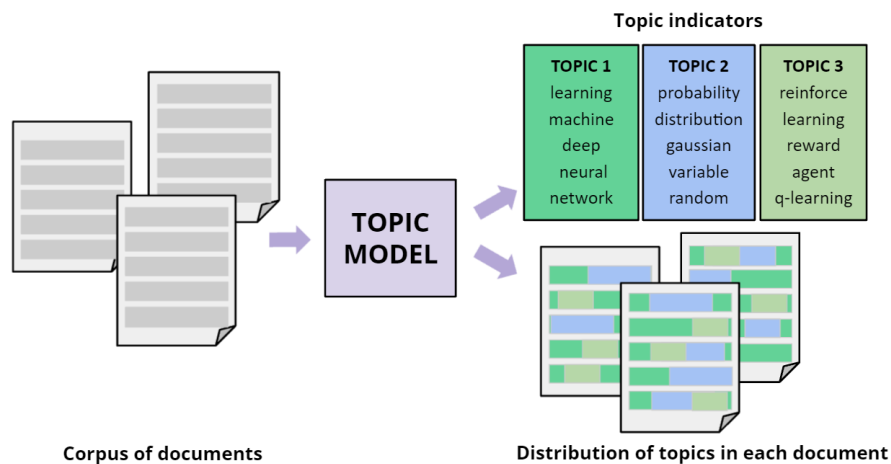 Topic indicators
TOPIC 1
learning
machine
deep
neural
network
TOPIC 2
probability
distribution
gaussian
variable
random
TOPIC 3
reinforce
learning
reward
agent
q-learning
TOPIC
MODEL
Corpus of documents
Distribution of topics in each document